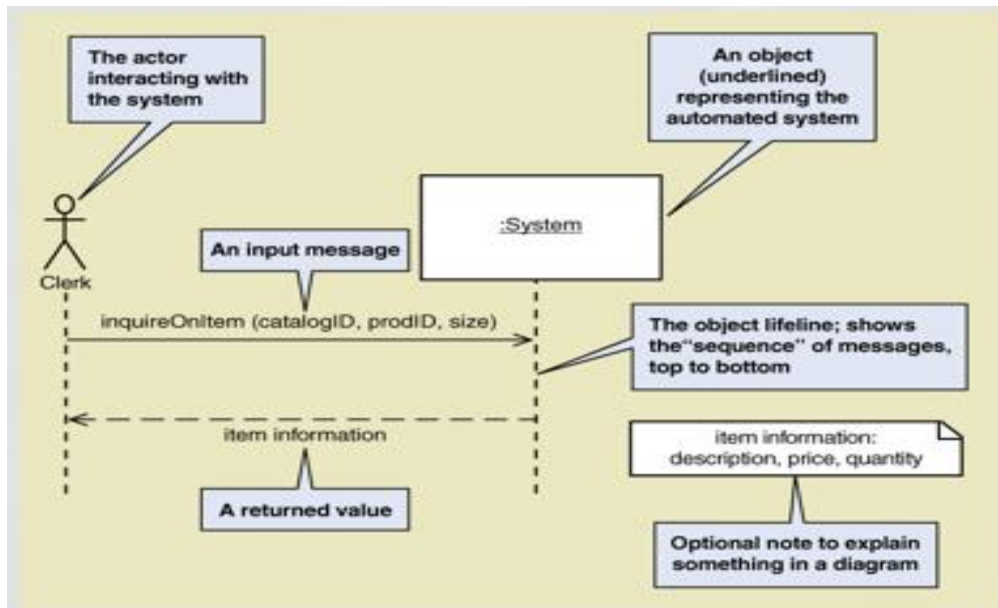 The actor
interacting with
the system
An object
(underlined)
representing the
automated system
:System
An input message
Clerk
inquireOnItem (catalogID, prodID, size)
The object lifeline; shows
the“sequence” of messages,
top to bottom
item information
item information:
description, price, quantity
A returned value
Optional note to explain
something in a diagram